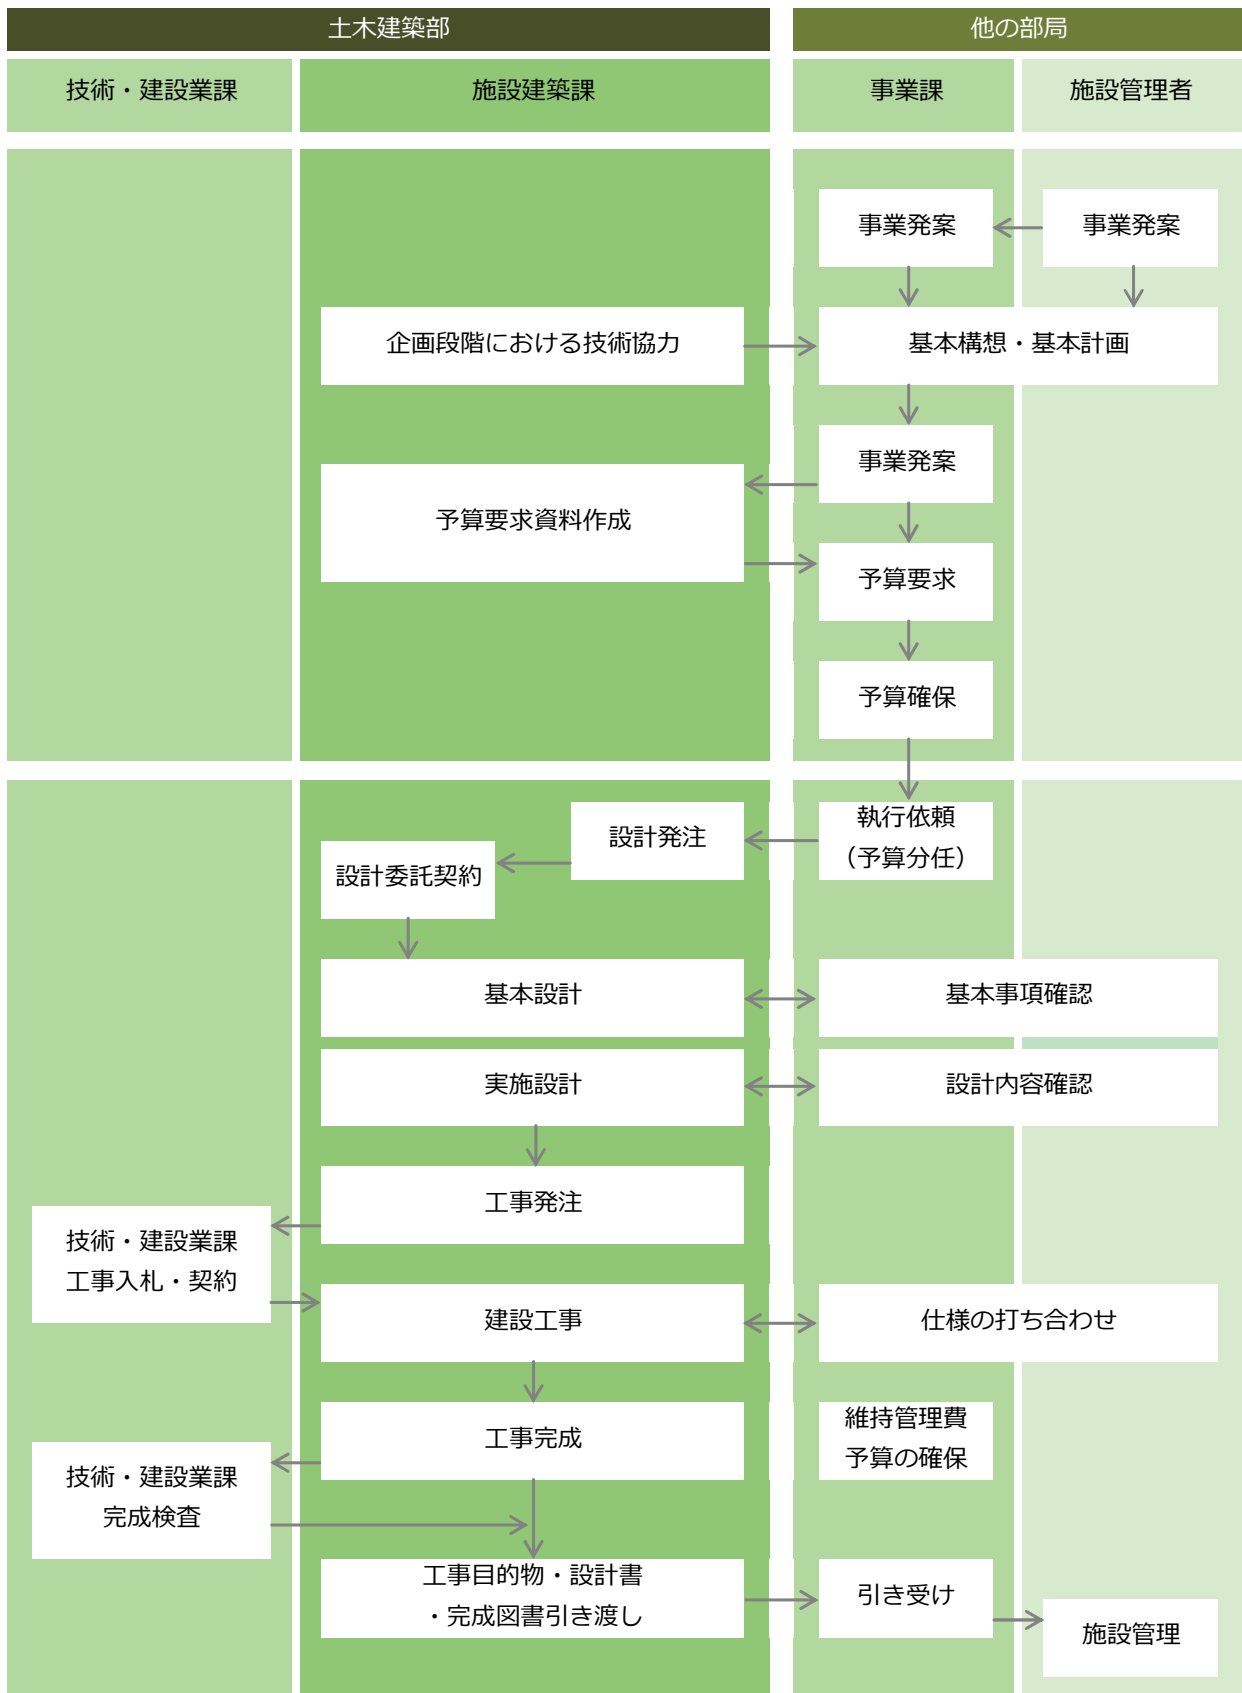 土木建築部
他の部局
技術・建設業課
施設建築課
事業課
施設管理者
事業発案
事業発案
企画段階における技術協力
基本構想・基本計画
事業発案
予算要求資料作成
予算要求
予算確保
執行依頼
（予算分任）
設計発注
設計委託契約
基本設計
基本事項確認
実施設計
設計内容確認
工事発注
技術・建設業課
工事入札・契約
建設工事
仕様の打ち合わせ
工事完成
維持管理費
予算の確保
技術・建設業課
完成検査
工事目的物・設計書
・完成図書引き渡し
引き受け
施設管理